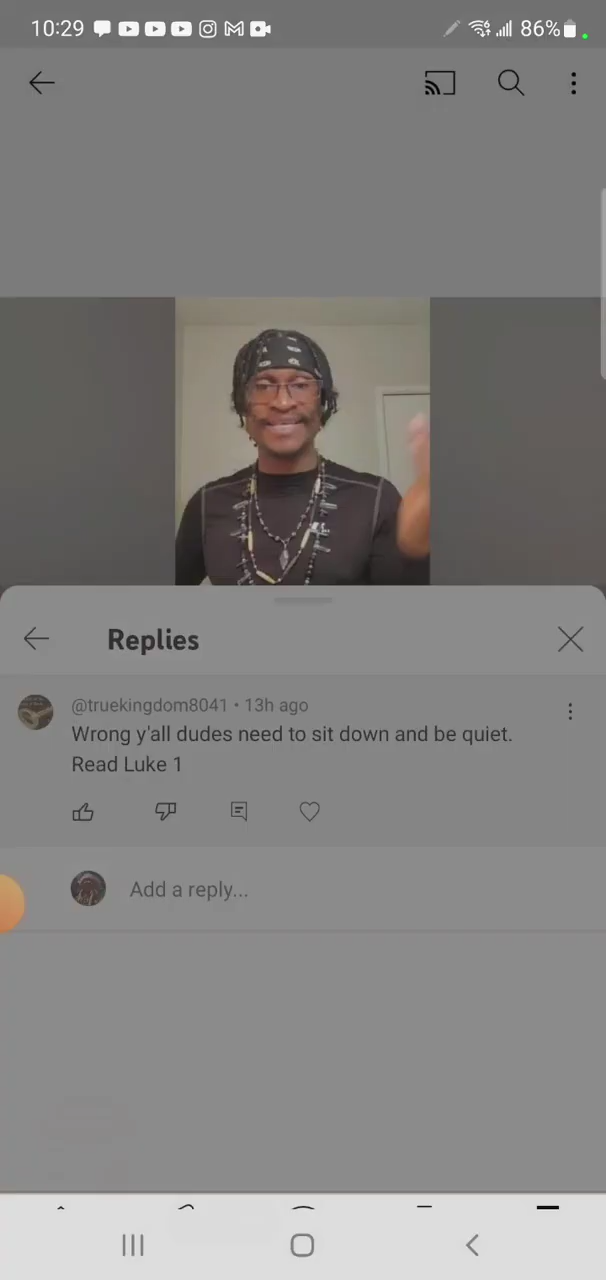 10:29
86%
Replies
@truekingdom8041 • 13h ago
Wrong y'all dudes need to sit down and be quiet.
Read Luke 1
Add a reply...